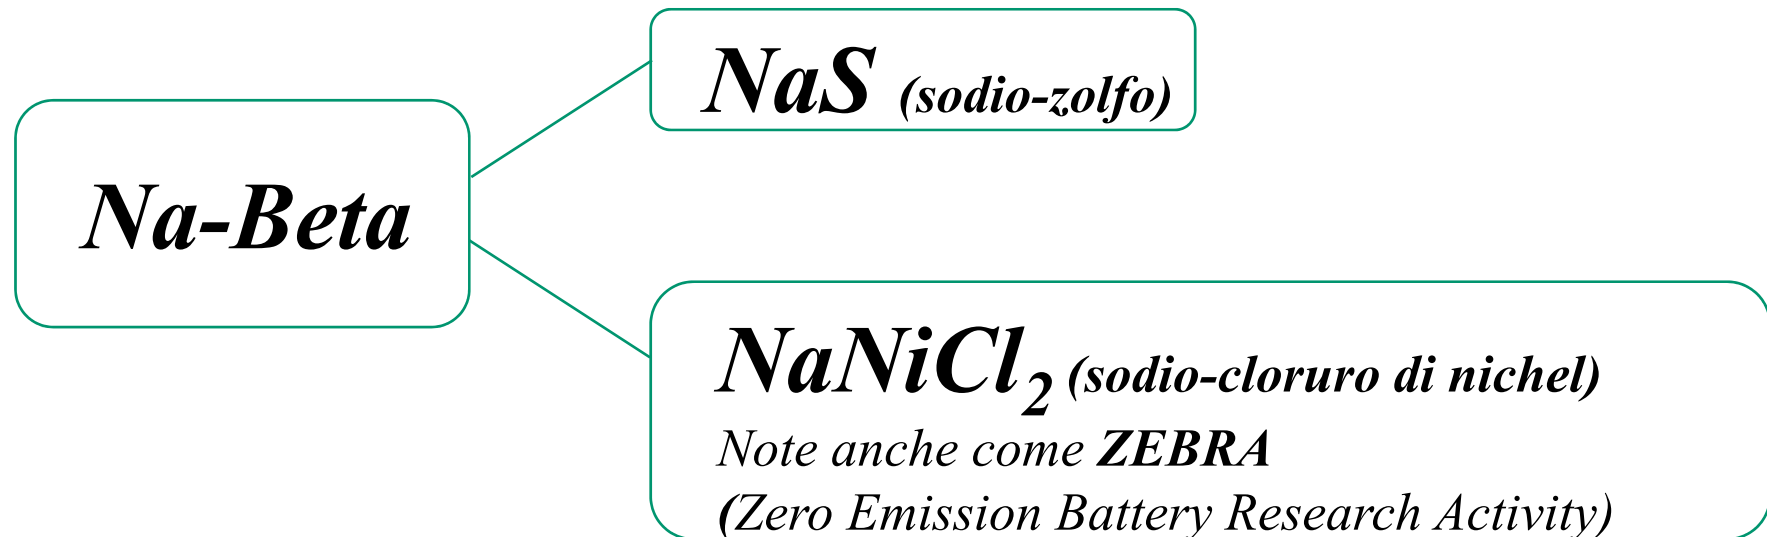 NaS (sodio-zolfo)
Na-Beta
NaNiCl₂ (sodio-cloruro di nichel)
Note anche come ZEBRA
(Zero Emission Battery Research Activity)